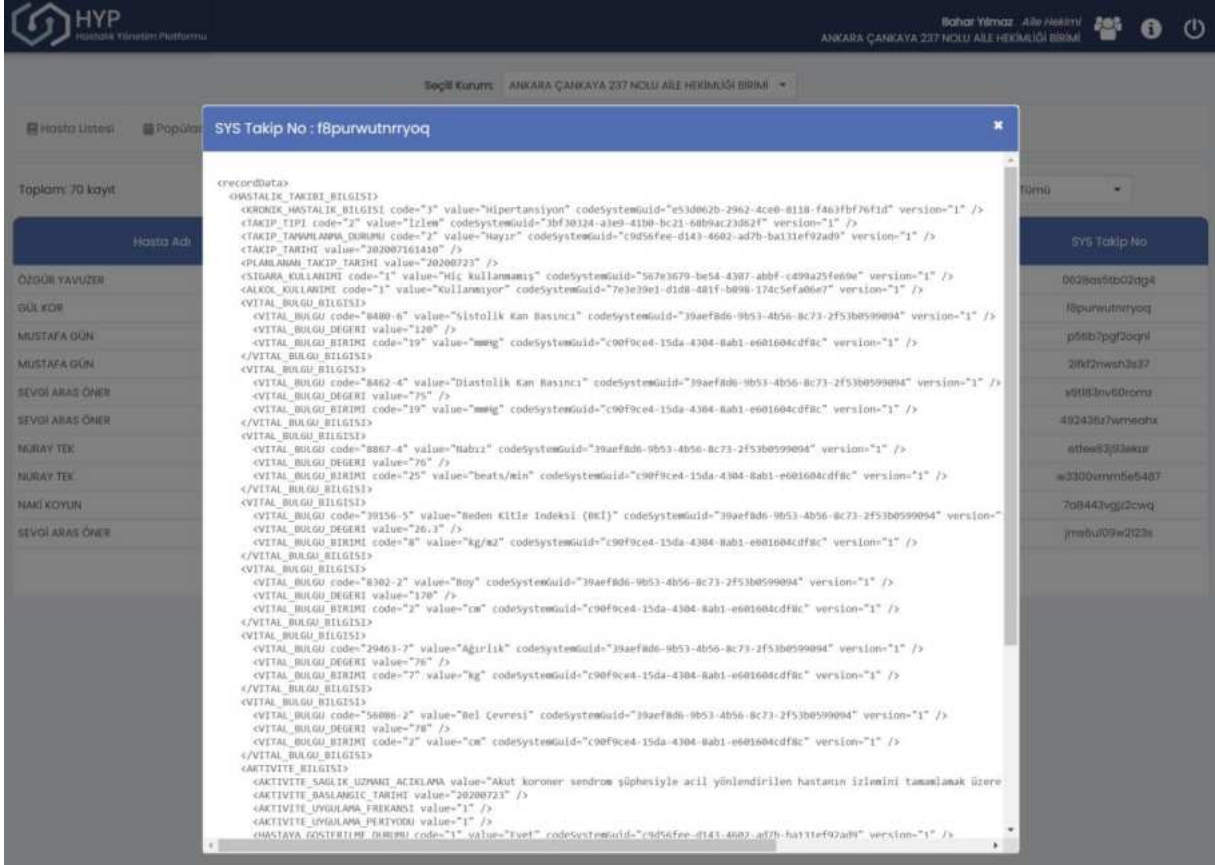 HYP
Hastalık Yönetim Platformu
Bahar Yılmaz Aile Hekimi
ANKARA ÇANKAYA 237 NOLU AİLE HEKİMLİĞİ BİRİMİ
Seçili Kurum: ANKARA ÇANKAYA 237 NOLU AİLE HEKİMLİĞİ BİRİMİ
Hasta Listesi
Popüla
SYS Takip No : f8purwutnrryoq
Toplam: 70 kayıt
Tümü
Hasta Adı
SYS Takip No
ÖZGÜR YAVUZER
GÜL KOR
f8purwutnrryoq
MUSTAFA GÜN
p5tib7pgf2oqnl
MUSTAFA GÜN
SEVGİ ARAS ÖNER
SEVGİ ARAS ÖNER
NURAY TEK
NURAY TEK
NAKİ KOYUN
7a8443vgjz2cwq
SEVGİ ARAS ÖNER
<recordData>
<HASTALIK_TAKIBI_BILGISI>
<KRONIK_HASTALIK_BILGISI code="3" value="Hipertansiyon" codeSystemGuid="e53d062b-2962-4ce0-8118-f463fbf76f1d" version="1" />
<TAKIP_TIPI code="2" value="İzlem" codeSystemGuid="3bf30324-a3e9-41b0-bc21-68b9ac23d62f" version="1" />
<TAKIP_TAMAMLANMA_DURUMU code="2" value="Hayır" codeSystemGuid="c9d56fee-d143-4602-ad7b-ba131ef92ad9" version="1" />
<TAKIP_TARIHI value="202007161410" />
<PLANLANAN_TAKIP_TARIHI value="20200723" />
<SIGARA_KULLANIMI code="1" value="Hiç kullanmamış" codeSystemGuid="567e3679-be54-4307-abbf-c499a25fe69e" version="1" />
<ALKOL_KULLANIMI code="1" value="Kullanmıyor" codeSystemGuid="7e3e39e1-d1d8-481f-b898-174c5efa06e7" version="1" />
<VITAL_BULGU_BILGISI>
<VITAL_BULGU code="8480-6" value="Sistolik Kan Basıncı" codeSystemGuid="39aef8d6-9b53-4b56-8c73-2f53b0599094" version="1" />
<VITAL_BULGU_DEGERI value="120" />
<VITAL_BULGU_BIRIMI code="19" value="mmHg" codeSystemGuid="c90f9ce4-15da-4304-8ab1-e601604cdf8c" version="1" />
</VITAL_BULGU_BILGISI>
<VITAL_BULGU_BILGISI>
<VITAL_BULGU code="8462-4" value="Diastolik Kan Basıncı" codeSystemGuid="39aef8d6-9b53-4b56-8c73-2f53b0599094" version="1" />
<VITAL_BULGU_DEGERI value="75" />
<VITAL_BULGU_BIRIMI code="19" value="mmHg" codeSystemGuid="c90f9ce4-15da-4304-8ab1-e601604cdf8c" version="1" />
</VITAL_BULGU_BILGISI>
<VITAL_BULGU_BILGISI>
<VITAL_BULGU code="8867-4" value="Nabız" codeSystemGuid="39aef8d6-9b53-4b56-8c73-2f53b0599094" version="1" />
<VITAL_BULGU_DEGERI value="76" />
<VITAL_BULGU_BIRIMI code="25" value="beats/min" codeSystemGuid="c90f9ce4-15da-4304-8ab1-e601604cdf8c" version="1" />
</VITAL_BULGU_BILGISI>
<VITAL_BULGU_BILGISI>
<VITAL_BULGU code="39156-5" value="Beden Kitle İndeksi (BKİ)" codeSystemGuid="39aef8d6-9b53-4b56-8c73-2f53b0599094" version="
<VITAL_BULGU_DEGERI value="26.3" />
<VITAL_BULGU_BIRIMI code="8" value="kg/m2" codeSystemGuid="c90f9ce4-15da-4304-8ab1-e601604cdf8c" version="1" />
</VITAL_BULGU_BILGISI>
<VITAL_BULGU_BILGISI>
<VITAL_BULGU code="8302-2" value="Boy" codeSystemGuid="39aef8d6-9b53-4b56-8c73-2f53b0599094" version="1" />
<VITAL_BULGU_DEGERI value="170" />
<VITAL_BULGU_BIRIMI code="2" value="cm" codeSystemGuid="c90f9ce4-15da-4304-8ab1-e601604cdf8c" version="1" />
</VITAL_BULGU_BILGISI>
<VITAL_BULGU_BILGISI>
<VITAL_BULGU code="29463-7" value="Ağırlık" codeSystemGuid="39aef8d6-9b53-4b56-8c73-2f53b0599094" version="1" />
<VITAL_BULGU_DEGERI value="76" />
<VITAL_BULGU_BIRIMI code="7" value="kg" codeSystemGuid="c90f9ce4-15da-4304-8ab1-e601604cdf8c" version="1" />
</VITAL_BULGU_BILGISI>
<VITAL_BULGU_BILGISI>
<VITAL_BULGU code="56086-2" value="Bel Çevresi" codeSystemGuid="39aef8d6-9b53-4b56-8c73-2f53b0599094" version="1" />
<VITAL_BULGU_DEGERI value="78" />
<VITAL_BULGU_BIRIMI code="2" value="cm" codeSystemGuid="c90f9ce4-15da-4304-8ab1-e601604cdf8c" version="1" />
</VITAL_BULGU_BILGISI>
<AKTIVITE_BILGISI>
<AKTIVITE_SAGLIK_UZMANI_ACIKLAMA value="Akut koroner sendrom şüphesiyle acil yönlendirilen hastanın izlemini tamamlamak üzere
<AKTIVITE_BASLANGIC_TARIHI value="20200723" />
<AKTIVITE_UYGULAMA_FREKANSI value="1" />
<AKTIVITE_UYGULAMA_PERIYODU value="1" />
<HASTAYA_GOSTERILME_DURUMU code="1" value="Evet" codeSystemGuid="c9d56fee-d143-4602-ad7b-ba131ef92ad9" version="1" />